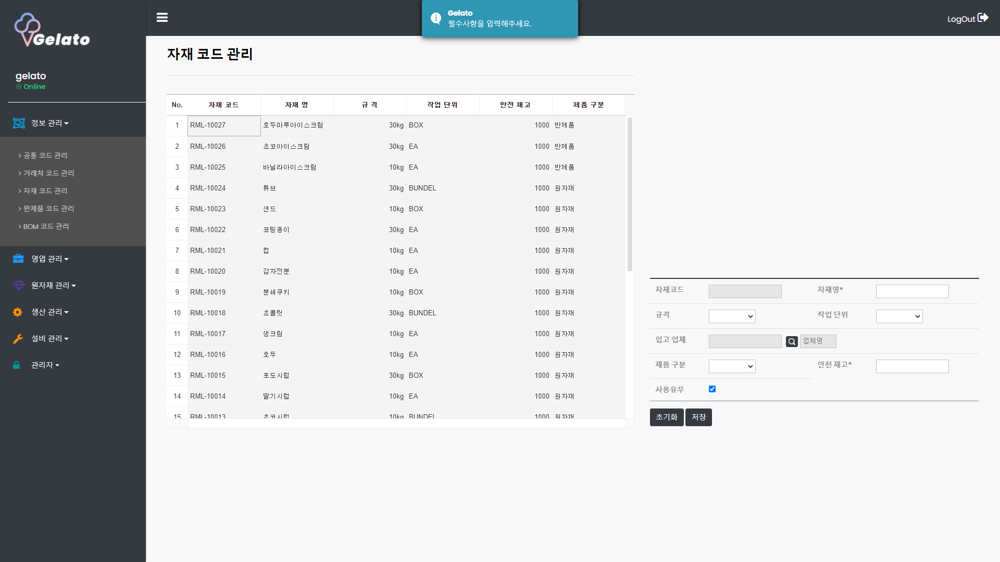 Gelato
gelato
Online
정보 관리
> 공통 코드 관리
> 거래처 코드 관리
> 자재 코드 관리
> 완제품 코드 관리
> BOM 코드 관리
영업 관리
원자재 관리
생산 관리
설비 관리
관리자
Gelato
필수사항을 입력해주세요.
LogOut
자재 코드 관리
No. 자재 코드 자재 명 규 격 작업 단위 안전 재고 제품 구분
1 RML-10027 호두마루아이스크림 30kg BOX 1000 반제품
2 RML-10026 초코아이스크림 30kg EA 1000 반제품
3 RML-10025 바닐라아이스크림 10kg EA 1000 반제품
4 RML-10024 튜브 30kg BUNDEL 1000 원자재
5 RML-10023 샌드 10kg BOX 1000 원자재
6 RML-10022 코팅종이 30kg EA 1000 원자재
7 RML-10021 컵 10kg EA 1000 원자재
8 RML-10020 감자전분 10kg EA 1000 원자재
9 RML-10019 분쇄쿠키 10kg BOX 1000 원자재
10 RML-10018 초콜릿 30kg BUNDEL 1000 원자재
11 RML-10017 생크림 10kg EA 1000 원자재
12 RML-10016 호두 10kg EA 1000 원자재
13 RML-10015 포도시럽 30kg BOX 1000 원자재
14 RML-10014 딸기시럽 10kg EA 1000 원자재
15 RML-10013 초코시럽 10kg BUNDEL 1000 원자재
자재코드 자재명*
규격 작업 단위
입고 업체 업체명
제품 구분 안전 재고*
사용유무
초기화 저장